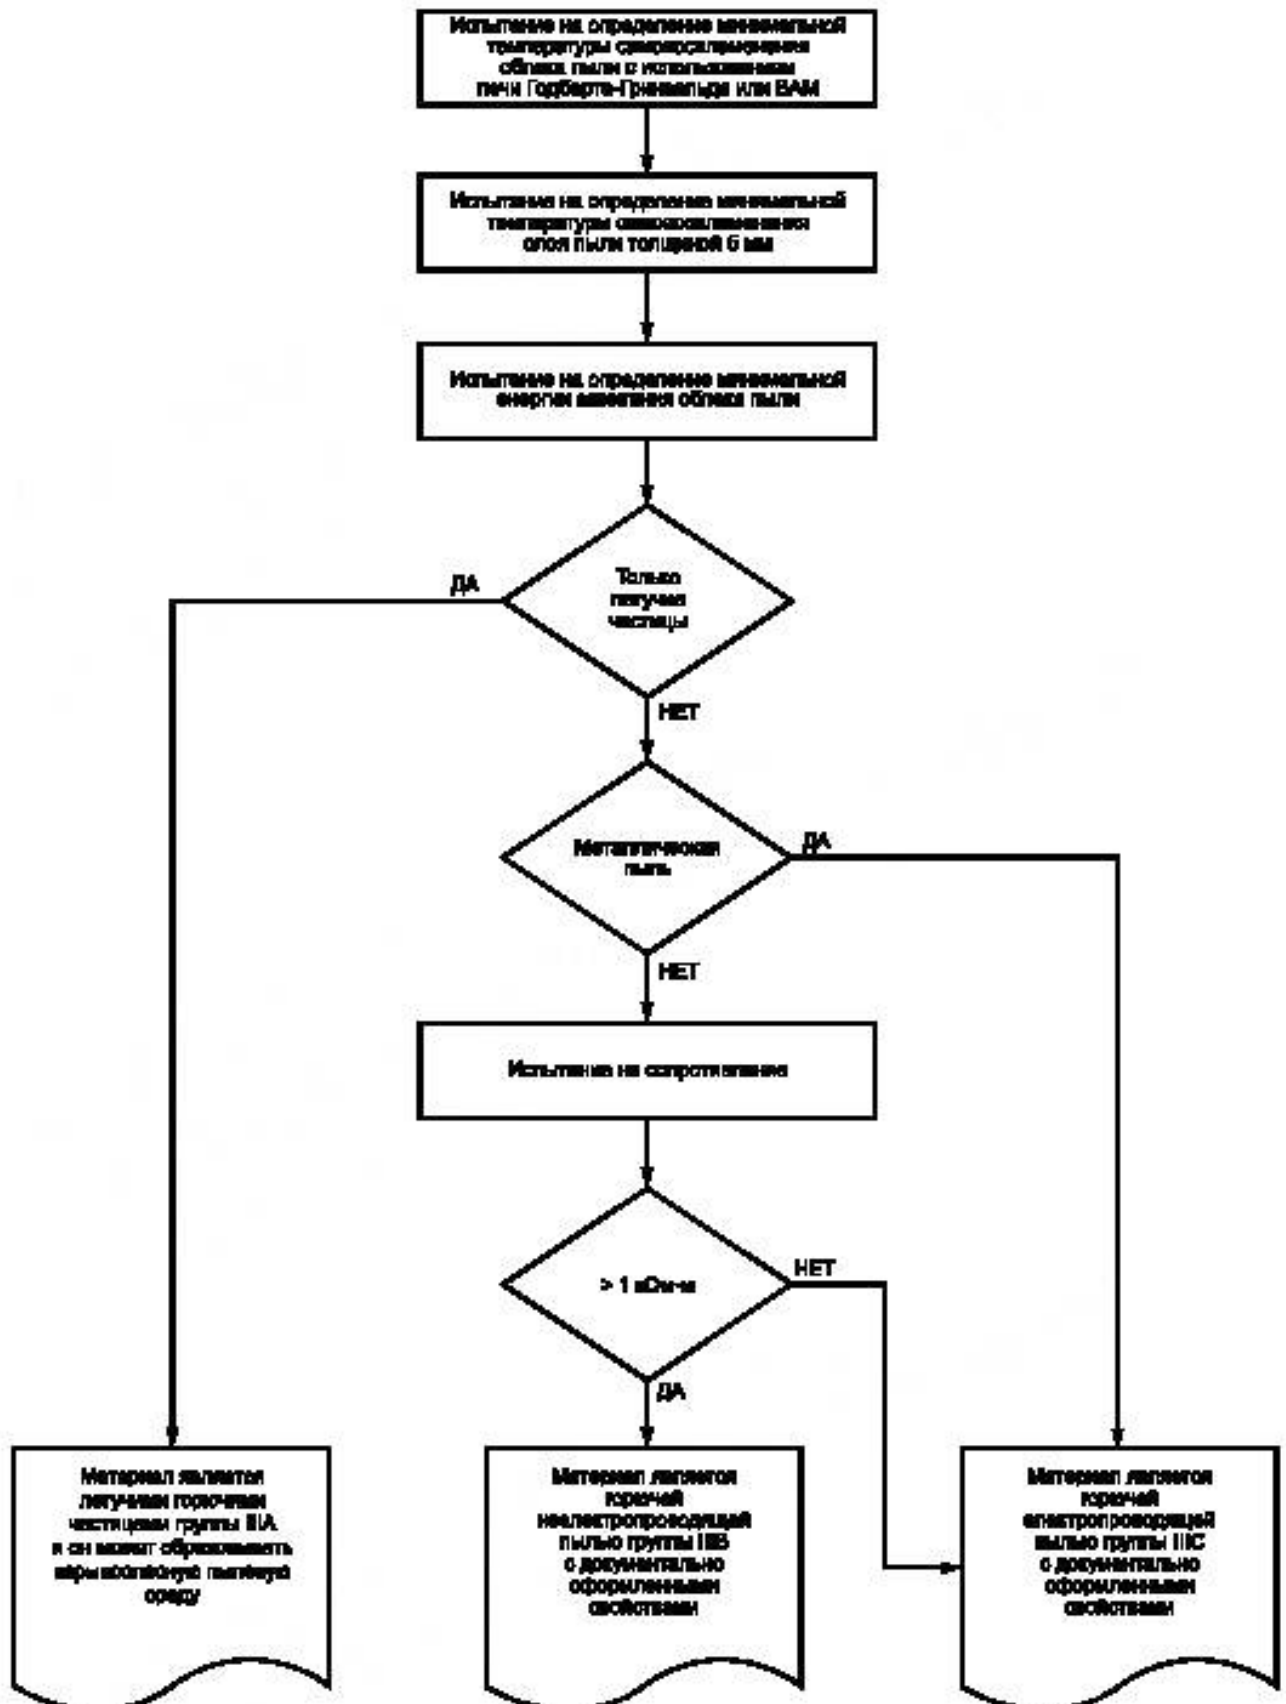 Испытание на определение минимальной
температуры самовоспламенения
облака пыли с использованием
печи Годберта-Гринвальда или ВАМ
Испытание на определение минимальной
температуры самовоспламенения
слоя пыли толщиной 5 мм
Испытание на определение минимальной
энергии зажигания облака пыли
ДА
Только
летучие
частицы
НЕТ
Металлическая
пыль
ДА
НЕТ
Испытание на сопротивление
> 1 кОм·м
НЕТ
ДА
Материал является
летучими горючими
частицами группы IIIA
и он может образовывать
взрывоопасную пылевую
среду
Материал является
горючей
неэлектропроводящей
пылью группы IIIB
с документально
оформленными
свойствами
Материал является
горючей
электропроводящей
пылью группы IIIC
с документально
оформленными
свойствами